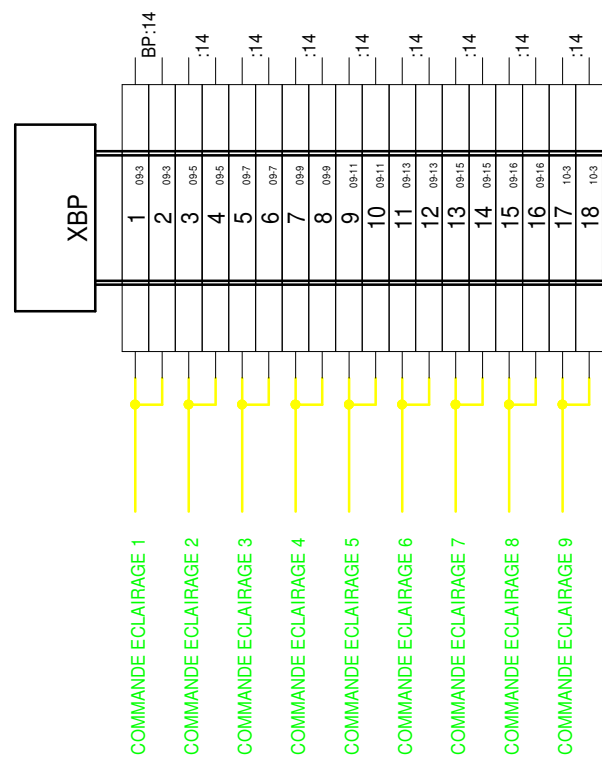 XBP
BP:14
:14
:14
:14
:14
:14
:14
:14
:14
1 09-3
2 09-3
3 09-5
4 09-5
5 09-7
6 09-7
7 09-9
8 09-9
9 09-11
10 09-11
11 09-13
12 09-13
13 09-15
14 09-15
15 09-16
16 09-16
17 10-3
18 10-3
COMMANDE ECLAIRAGE 1
COMMANDE ECLAIRAGE 2
COMMANDE ECLAIRAGE 3
COMMANDE ECLAIRAGE 4
COMMANDE ECLAIRAGE 5
COMMANDE ECLAIRAGE 6
COMMANDE ECLAIRAGE 7
COMMANDE ECLAIRAGE 8
COMMANDE ECLAIRAGE 9